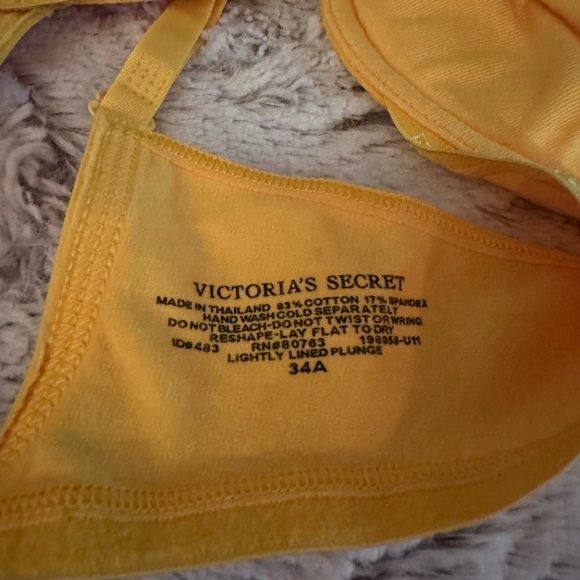 VICTORIA'S SECRET
MADE IN THAILAND 83% COTTON 17% SPANDEX
HAND WASH COLD SEPARATELY
DO NOT BLEACH-DO NOT TWIST OR WRING
RESHAPE-LAY FLAT TO DRY
ID#483 RN#80763 198958-U11
LIGHTLY LINED PLUNGE
34A